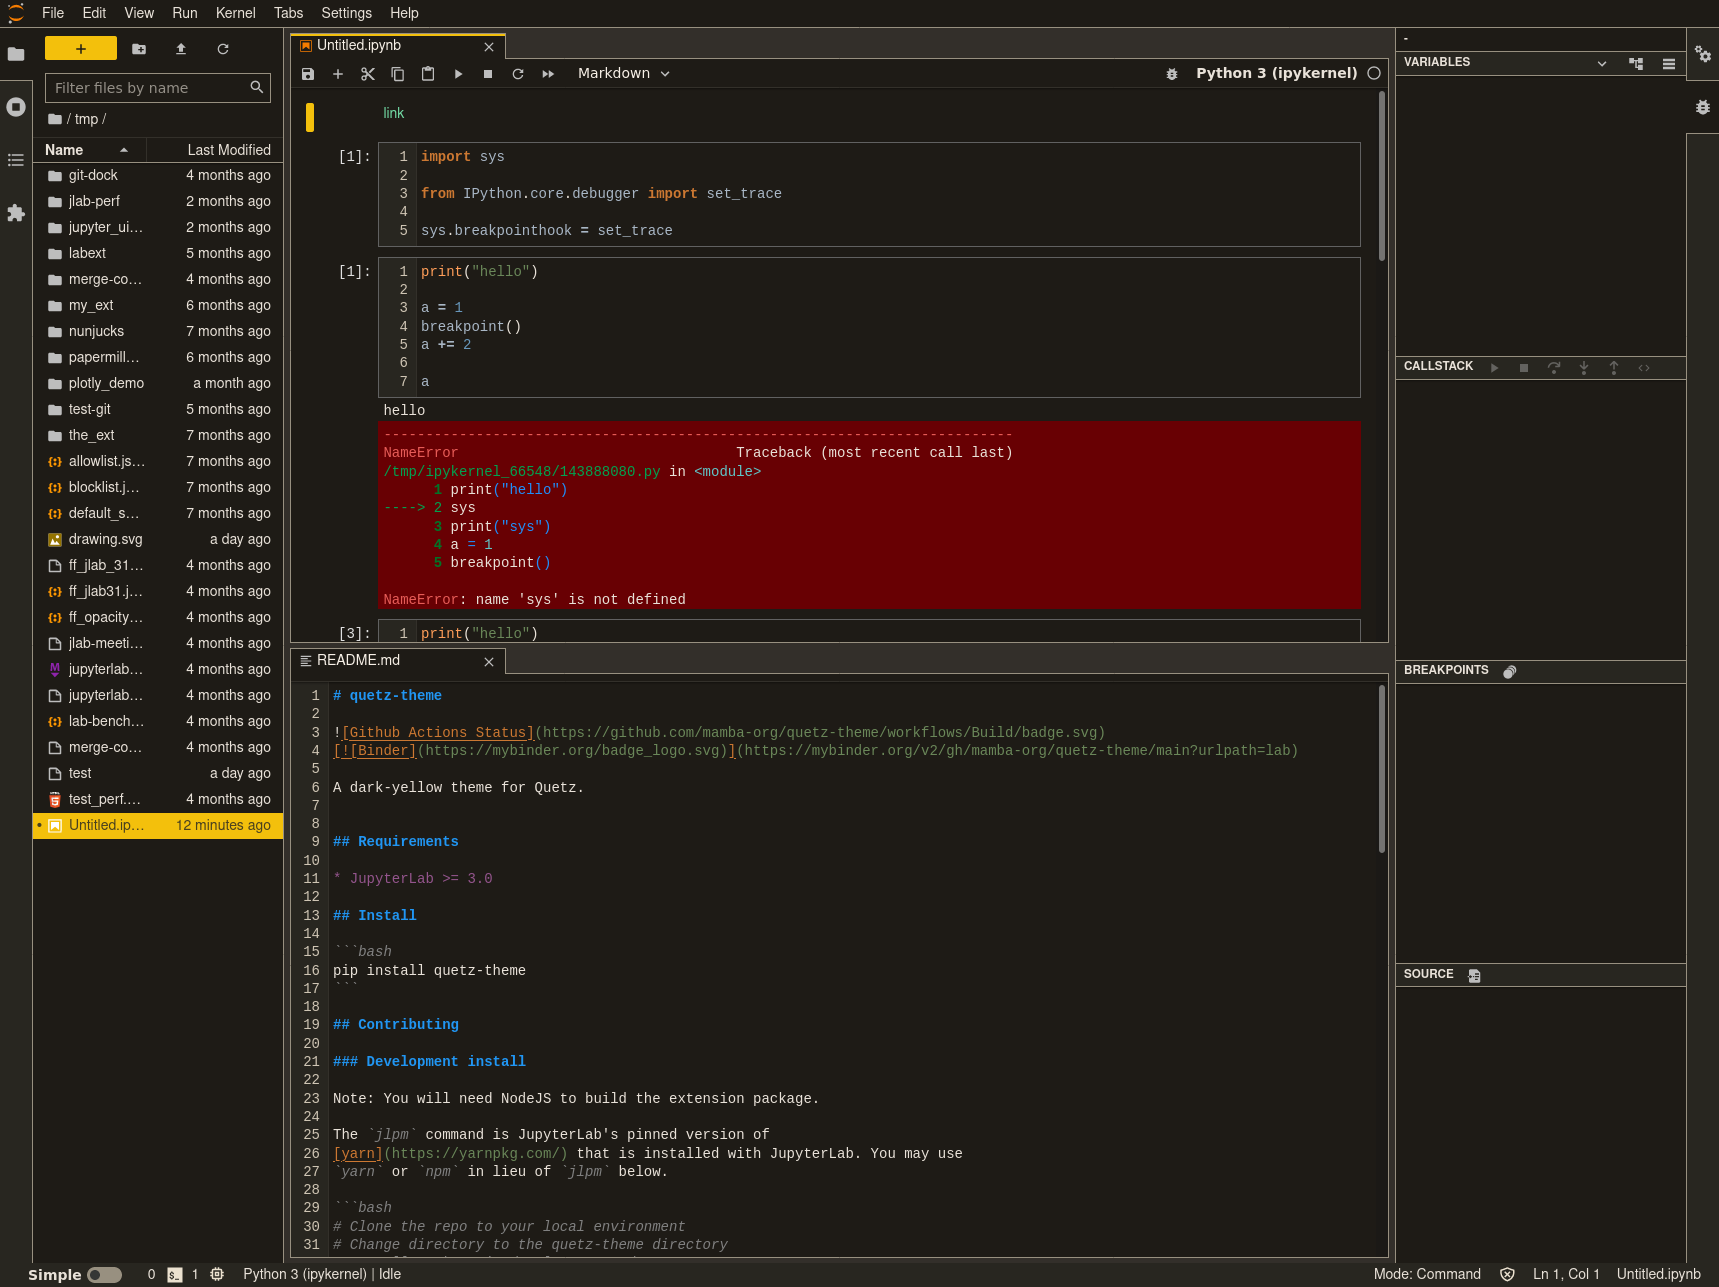 File Edit View Run Kernel Tabs Settings Help
Filter files by name
/ tmp /
Name Last Modified
git-dock 4 months ago
jlab-perf 2 months ago
jupyter_ui... 2 months ago
labext 5 months ago
merge-co... 4 months ago
my_ext 6 months ago
nunjucks 7 months ago
papermill... 6 months ago
plotly_demo a month ago
test-git 5 months ago
the_ext 7 months ago
allowlist.js... 7 months ago
blocklist.j... 7 months ago
default_s... 7 months ago
drawing.svg a day ago
ff_jlab_31... 4 months ago
ff_jlab31.j... 4 months ago
ff_opacity... 4 months ago
jlab-meeti... 4 months ago
jupyterlab... 4 months ago
jupyterlab... 4 months ago
lab-bench... 4 months ago
merge-co... 4 months ago
test a day ago
test_perf.... 4 months ago
Untitled.ip... 12 minutes ago
Untitled.ipynb
Markdown Python 3 (ipykernel)
link
[1]: 1 import sys
2
3 from IPython.core.debugger import set_trace
4
5 sys.breakpointhook = set_trace
[1]: 1 print("hello")
2
3 a = 1
4 breakpoint()
5 a += 2
6
7 a
hello
---------------------------------------------------------------------------
NameError Traceback (most recent call last)
/tmp/ipykernel_66548/143888080.py in <module>
1 print("hello")
----> 2 sys
3 print("sys")
4 a = 1
5 breakpoint()
NameError: name 'sys' is not defined
[3]: 1 print("hello")
README.md
1 # quetz-theme
2
3 ![Github Actions Status](https://github.com/mamba-org/quetz-theme/workflows/Build/badge.svg)
4 [![Binder](https://mybinder.org/badge_logo.svg)](https://mybinder.org/v2/gh/mamba-org/quetz-theme/main?urlpath=lab)
5
6 A dark-yellow theme for Quetz.
7
8
9 ## Requirements
10
11 * JupyterLab >= 3.0
12
13 ## Install
14
15 ```bash
16 pip install quetz-theme
17 ```
18
19 ## Contributing
20
21 ### Development install
22
23 Note: You will need NodeJS to build the extension package.
24
25 The `jlpm` command is JupyterLab's pinned version of
26 [yarn](https://yarnpkg.com/) that is installed with JupyterLab. You may use
27 `yarn` or `npm` in lieu of `jlpm` below.
28
29 ```bash
30 # Clone the repo to your local environment
31 # Change directory to the quetz-theme directory
-
VARIABLES
CALLSTACK
BREAKPOINTS
SOURCE
Simple 0 $_ 1 Python 3 (ipykernel) | Idle Mode: Command Ln 1, Col 1 Untitled.ipynb